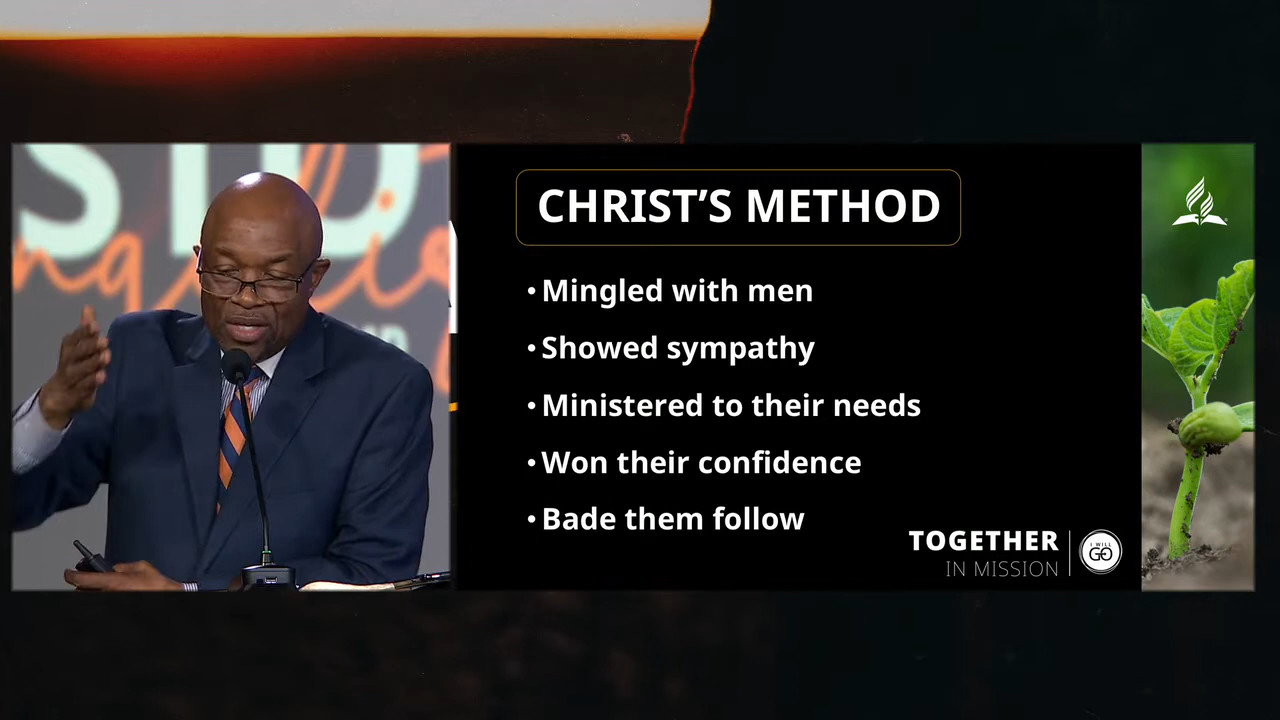 CHRIST’S METHOD
• Mingled with men
• Showed sympathy
• Ministered to their needs
• Won their confidence
• Bade them follow
TOGETHER
IN MISSION
I WILL
GO